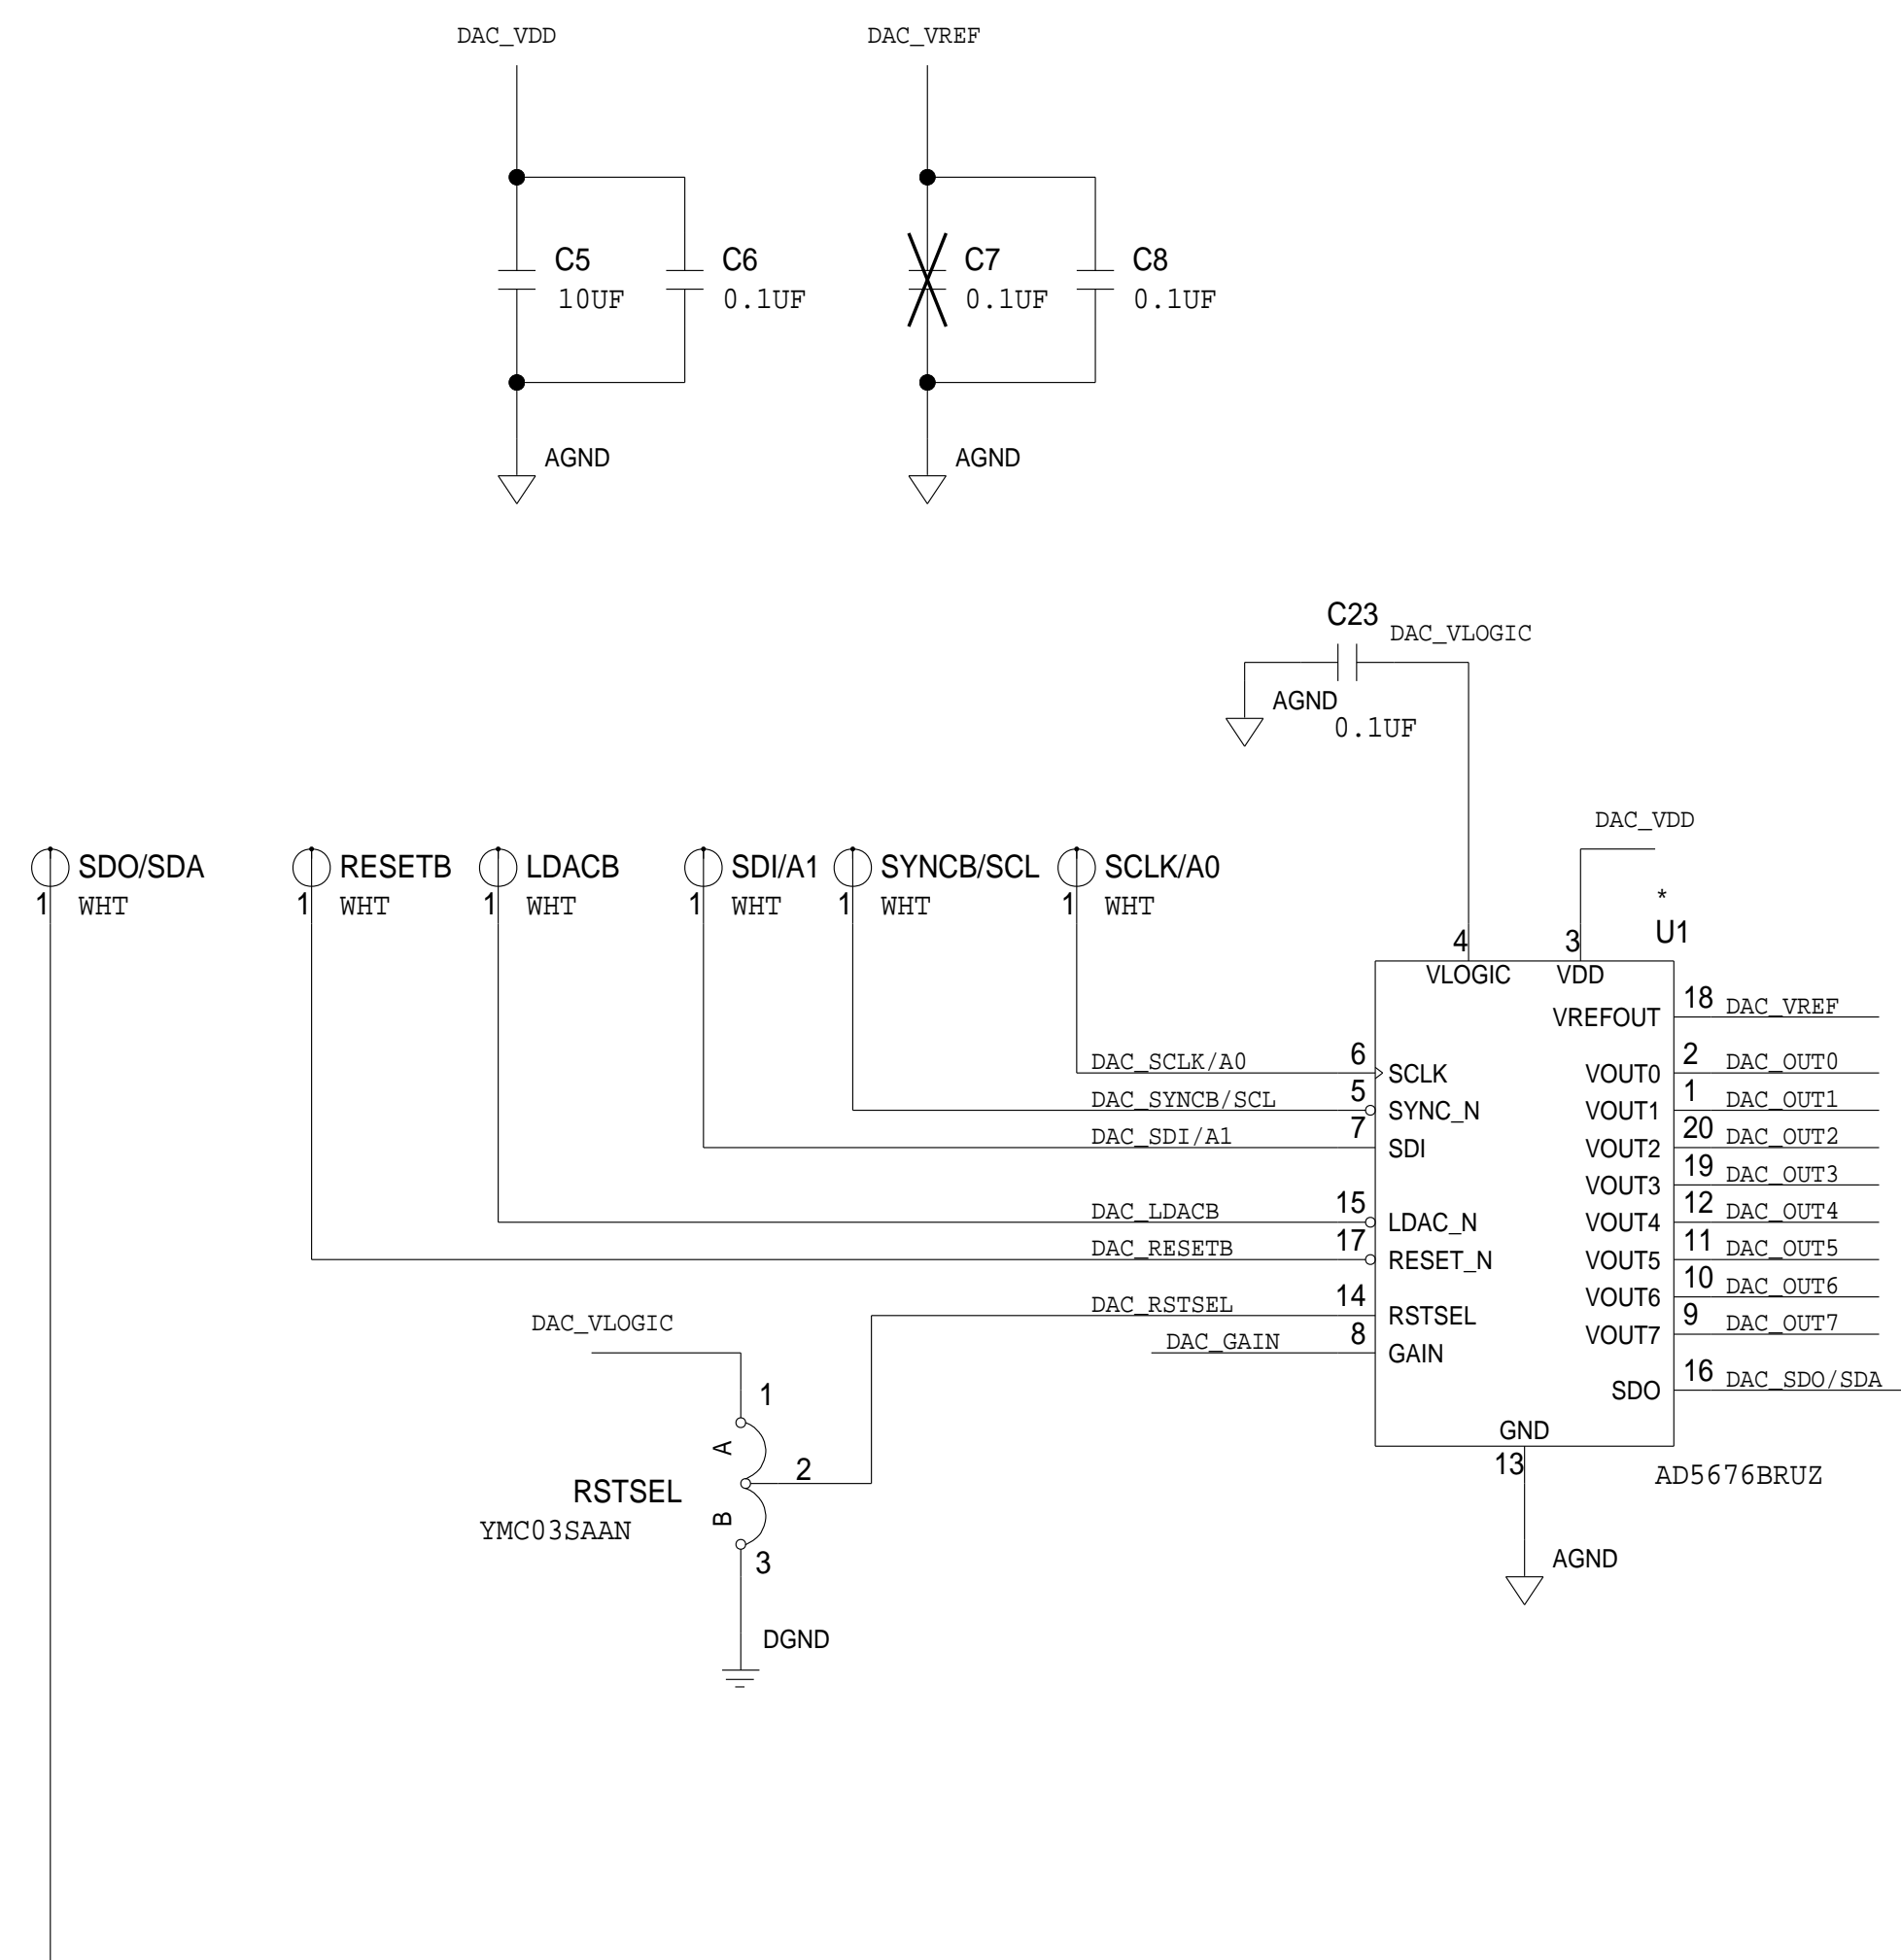 DAC_VDD
DAC_VREF
C5
10UF
C6
0.1UF
C7
0.1UF
C8
0.1UF
AGND
AGND
C23
DAC_VLOGIC
AGND
0.1UF
DAC_VDD
*
U1
SDO/SDA
1 WHT
RESETB
1 WHT
LDACB
1 WHT
SDI/A1
1 WHT
SYNCB/SCL
1 WHT
SCLK/A0
1 WHT
4
3
VLOGIC
VDD
VREFOUT
18 DAC_VREF
DAC_SCLK/A0 6 SCLK
DAC_SYNCB/SCL 5 SYNC_N
DAC_SDI/A1 7 SDI
DAC_LDACB 15 LDAC_N
DAC_RESETB 17 RESET_N
DAC_RSTSEL 14 RSTSEL
DAC_GAIN 8 GAIN
VOUT0 2 DAC_OUT0
VOUT1 1 DAC_OUT1
VOUT2 20 DAC_OUT2
VOUT3 19 DAC_OUT3
VOUT4 12 DAC_OUT4
VOUT5 11 DAC_OUT5
VOUT6 10 DAC_OUT6
VOUT7 9 DAC_OUT7
SDO 16 DAC_SDO/SDA
GND
13
AD5676BRUZ
AGND
DAC_VLOGIC
1
A
2
RSTSEL
YMC03SAAN
B
3
DGND